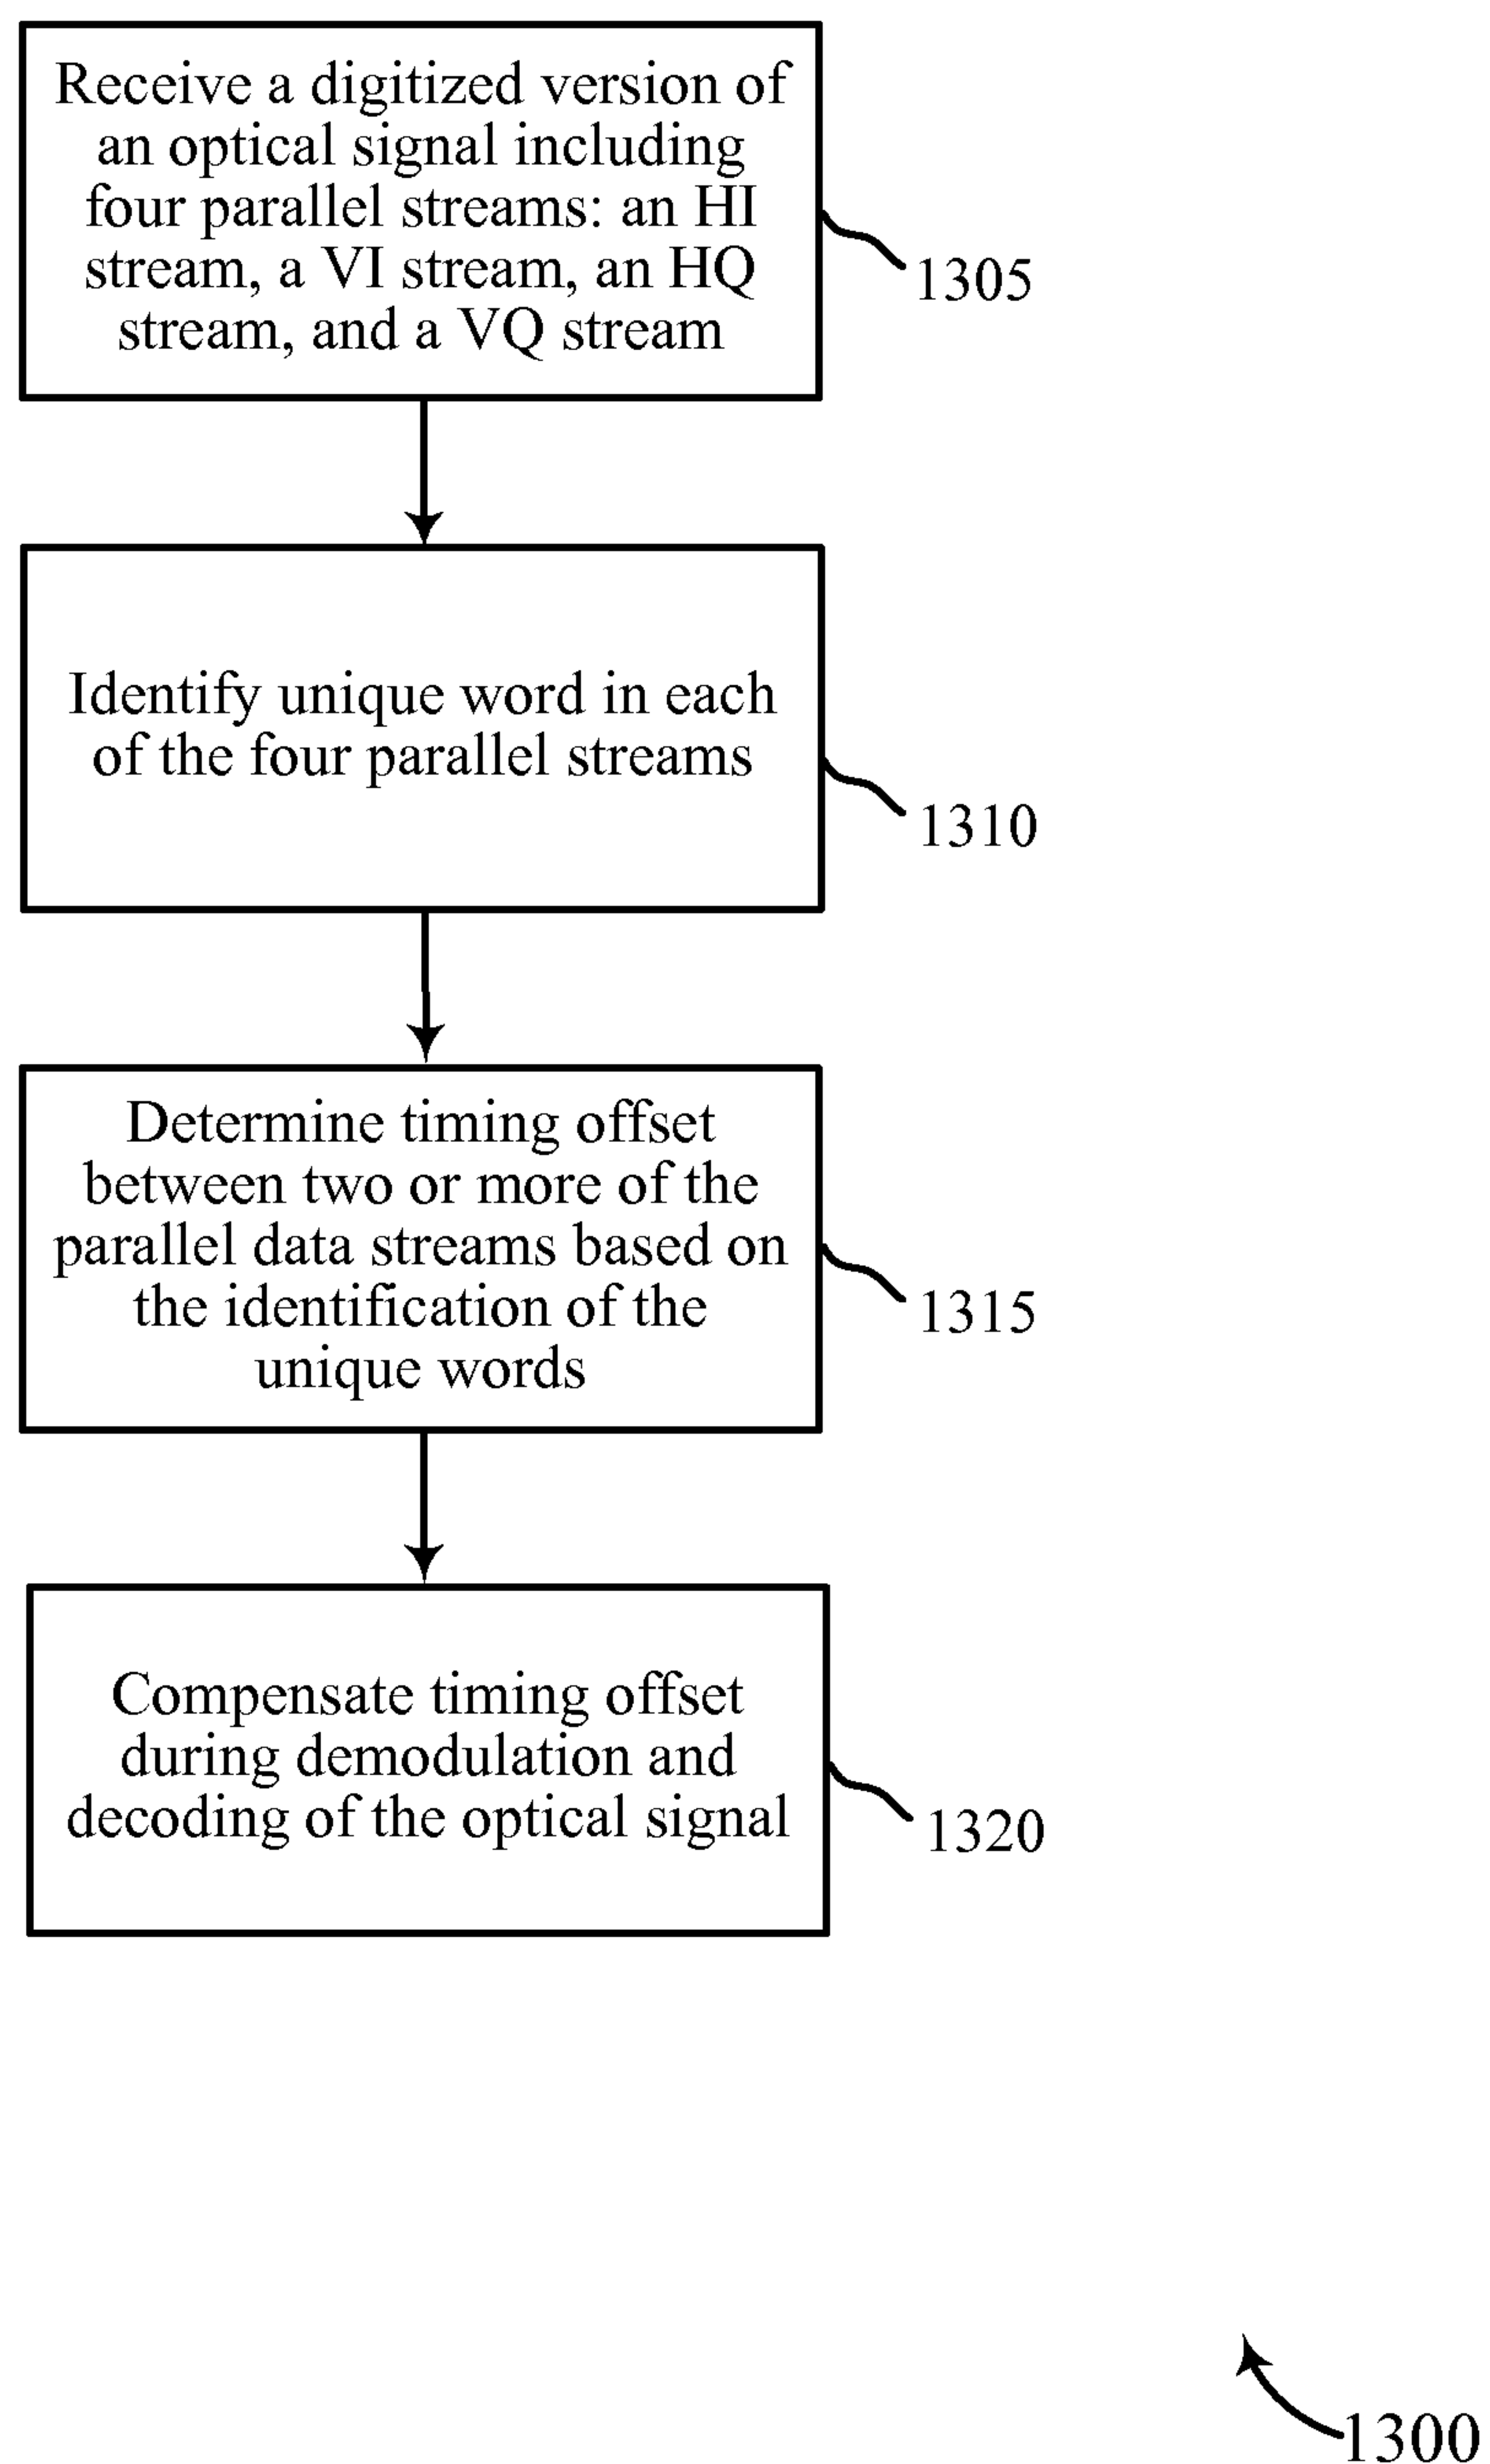 Receive a digitized version of
an optical signal including
four parallel streams: an HI
stream, a VI stream, an HQ
stream, and a VQ stream
1305
Identify unique word in each
of the four parallel streams
1310
Determine timing offset
between two or more of the
parallel data streams based on
the identification of the
unique words
1315
Compensate timing offset
during demodulation and
decoding of the optical signal
1320
1300